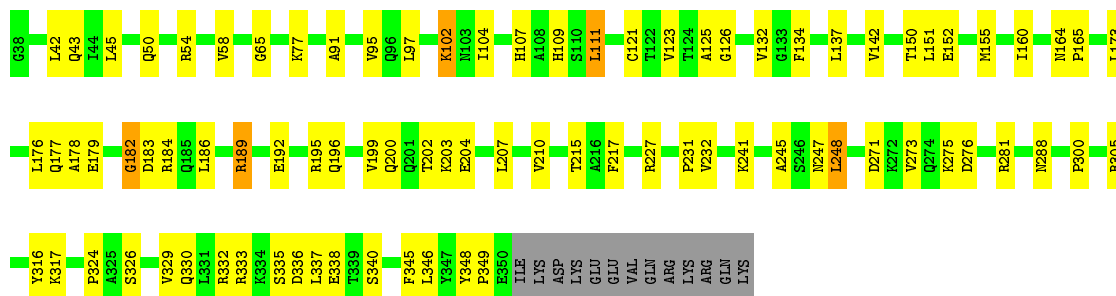 G38 L42 Q43 I44 L45 Q50 R54 V58 G65 K77 A91 V95 Q96 L97 K102 N103 I104 H107 A108 H109 S110 L111 C121 T122 V123 T124 A125 G126 V132 G133 F134 L137 V142 T150 L151 E152 M155 I160 N164 P165
L176 Q177 A178 E179 G182 D183 R184 Q185 L186 R189 E192 R195 Q196 V199 Q200 Q201 T202 K203 E204 L207 V210 T215 A216 F217 R227 P231 V232 K241 A245 S246 N247 L248 D271 K272 V273 Q274 K275 D276 R281 N288 P300
Y316 K317 P324 A325 S326 V329 Q330 L331 R332 R333 K334 S335 D336 L337 E338 T339 S340 F345 L346 Y347 Y348 P349 E350 ILE LYS ASP LYS GLU GLU VAL GLN ARG LYS ARG GLN LYS